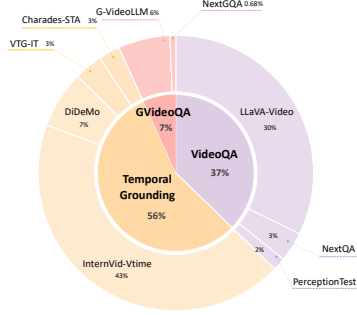 NextGQA 0.68%
G-VideoLLM 6%
Charades-STA 3%
VTG-IT 3%
DiDeMo
7%
GVideoQA
7%
VideoQA
37%
LLaVA-Video
30%
Temporal
Grounding
56%
3%
NextQA
2%
PerceptionTest
InternVid-Vtime
43%